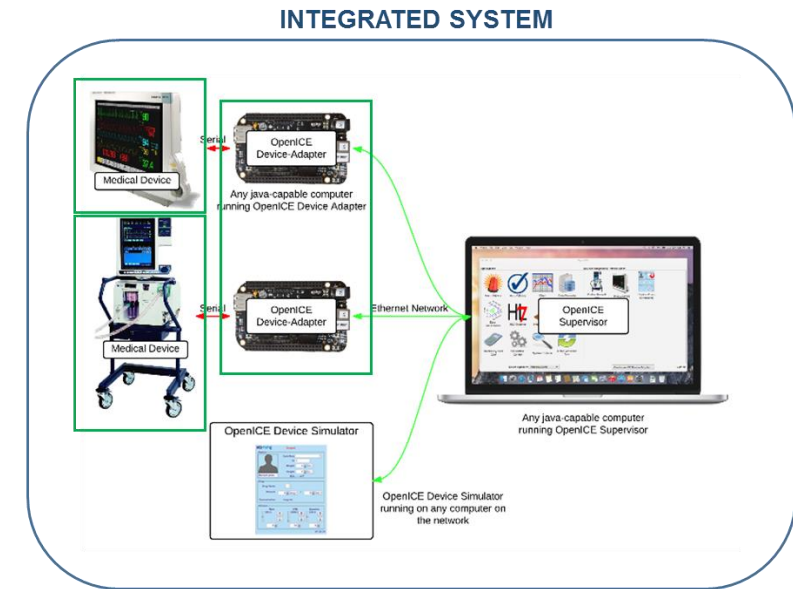 INTEGRATED SYSTEM
Medical Device
Serial
OpenICE
Device-Adapter
Any java-capable computer
running OpenICE Device Adapter
Medical Device
Serial
OpenICE
Device-Adapter
Ethernet Network
OpenICE
Supervisor
Any java-capable computer
running OpenICE Supervisor
OpenICE Device Simulator
OpenICE Device Simulator
running on any computer on
the network